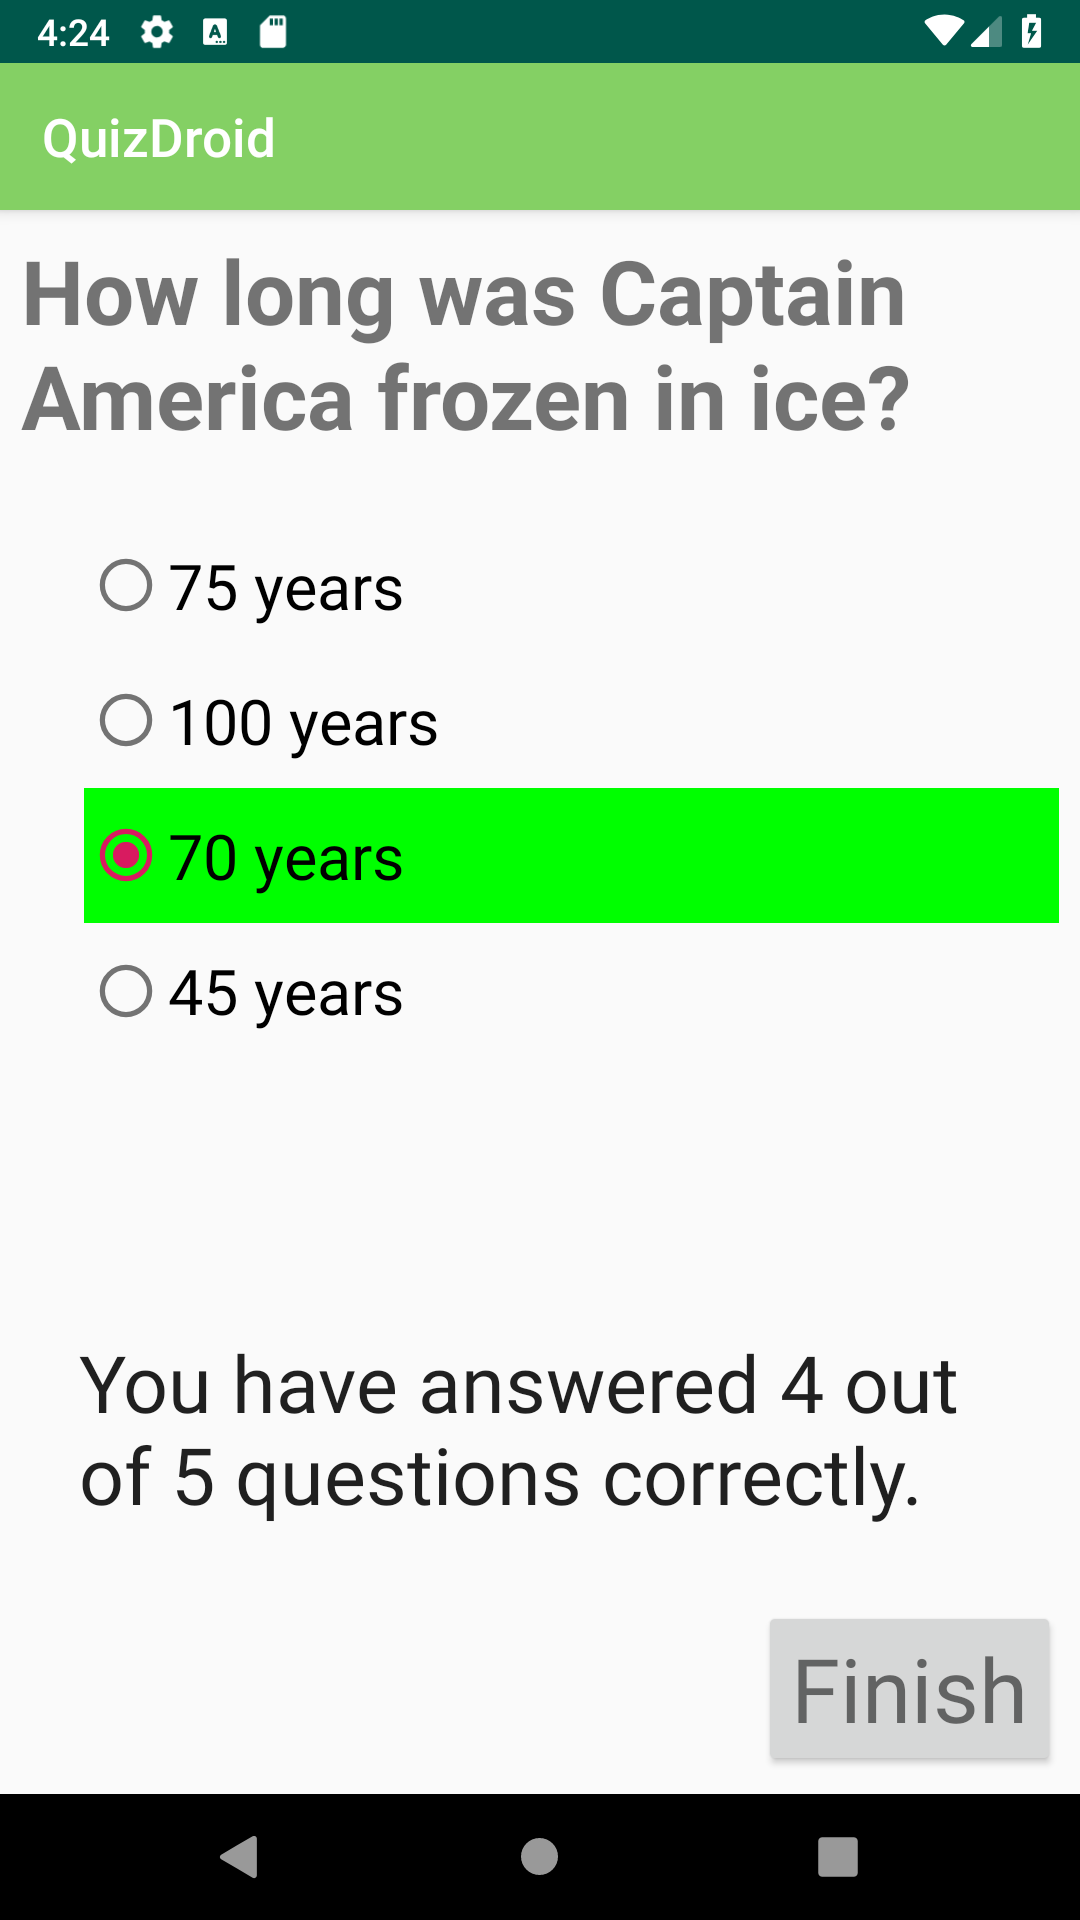 4:24
QuizDroid
How long was Captain
America frozen in ice?
75 years
100 years
70 years
45 years
You have answered 4 out
of 5 questions correctly.
Finish